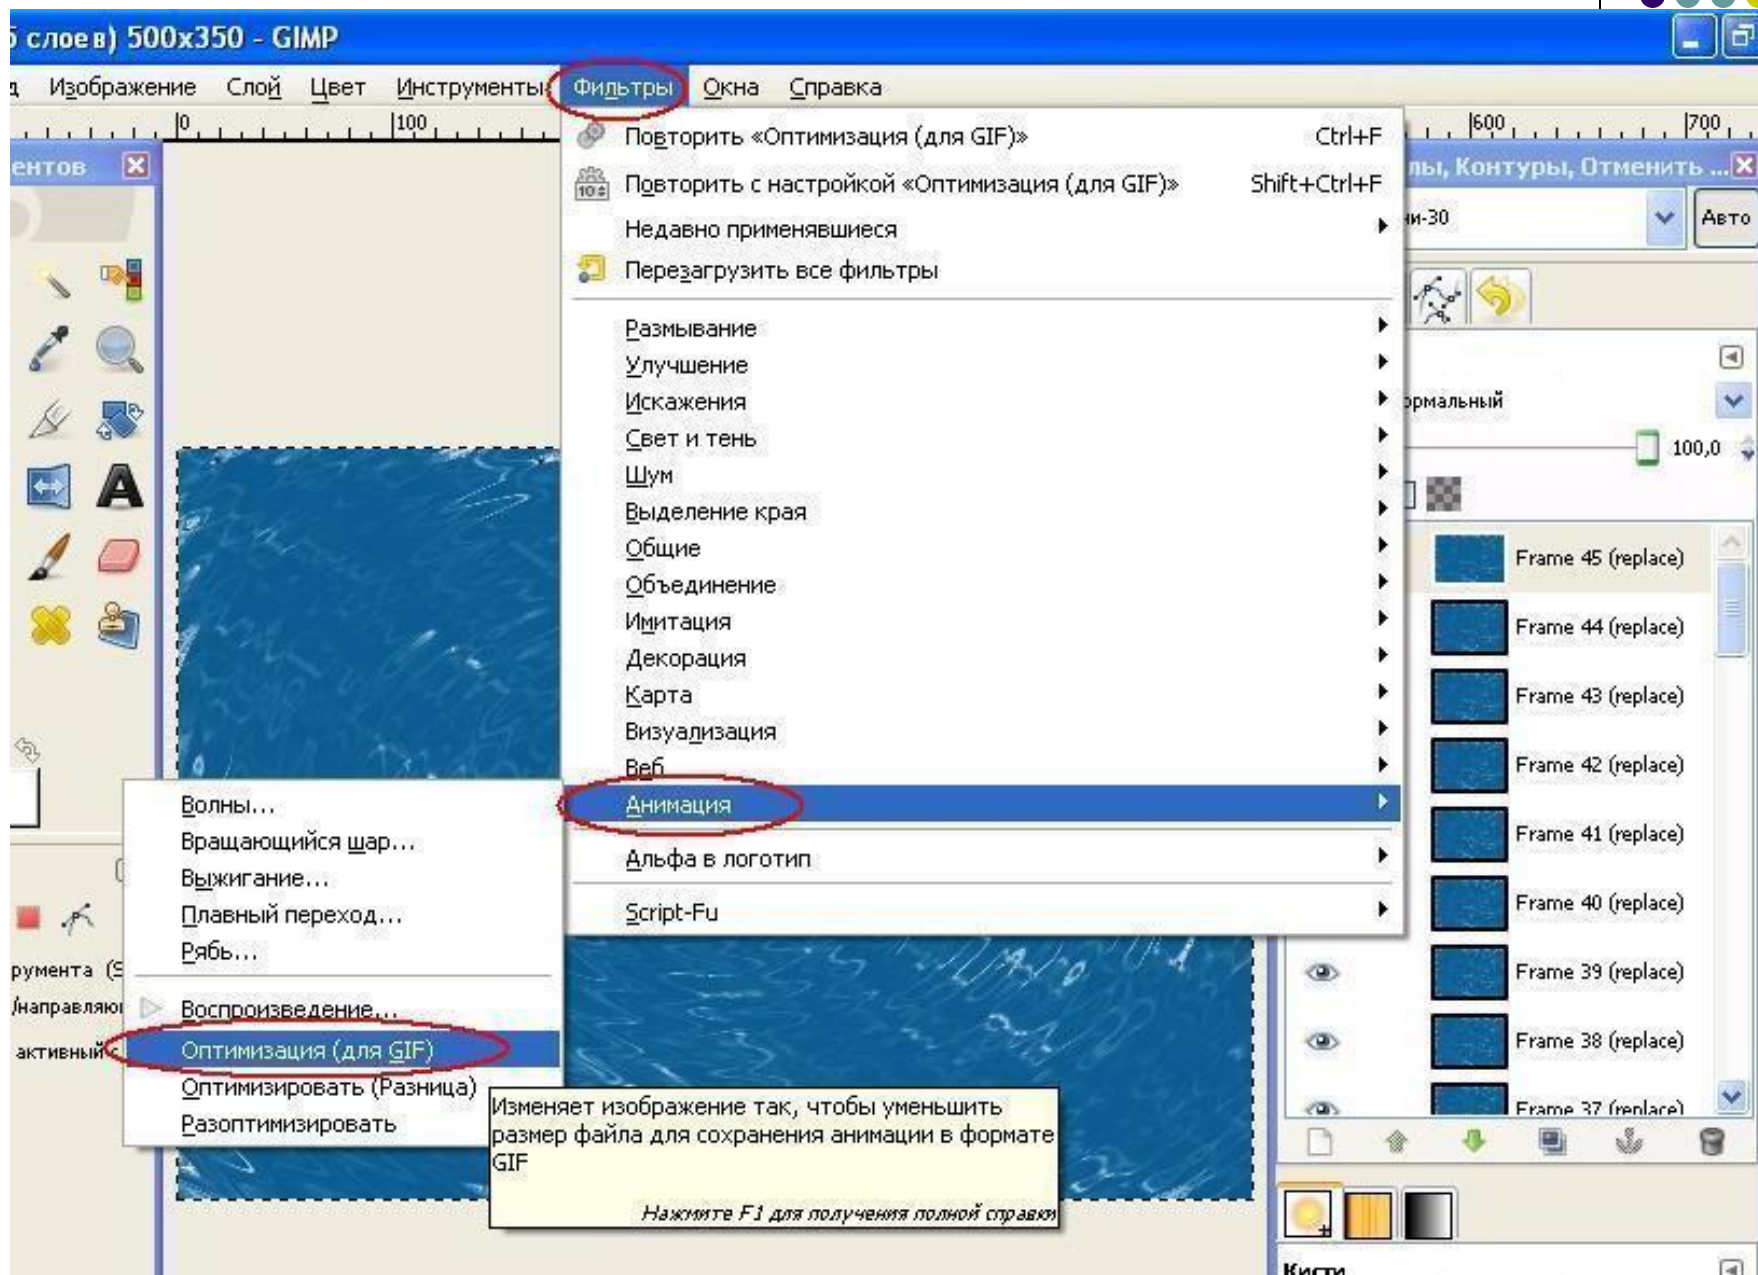 слоев) 500x350 - GIMP
Изображение Слой Цвет Инструменты Фильтры Окна Справка
0 100 600 700
Повторить «Оптимизация (для GIF)» Ctrl+F
Повторить с настройкой «Оптимизация (для GIF)» Shift+Ctrl+F
Недавно применявшиеся
Перезагрузить все фильтры
Размывание
Улучшение
Искажения
Свет и тень
Шум
Выделение края
Общие
Объединение
Имитация
Декорация
Карта
Визуализация
Веб
Анимация
Альфа в логотип
Script-Fu
Волны...
Вращающийся шар...
Выжигание...
Плавный переход...
Рябь...
Воспроизведение...
Оптимизация (для GIF)
Оптимизировать (Разница)
Разоптимизировать
Изменяет изображение так, чтобы уменьшить
размер файла для сохранения анимации в формате
GIF
Нажмите F1 для получения полной справки
ентов
румента (S
/направляю
активный с
лы, Контуры, Отменить ...
и-30 Авто
ормальный
100,0
Frame 45 (replace)
Frame 44 (replace)
Frame 43 (replace)
Frame 42 (replace)
Frame 41 (replace)
Frame 40 (replace)
Frame 39 (replace)
Frame 38 (replace)
Frame 37 (replace)
Кисти